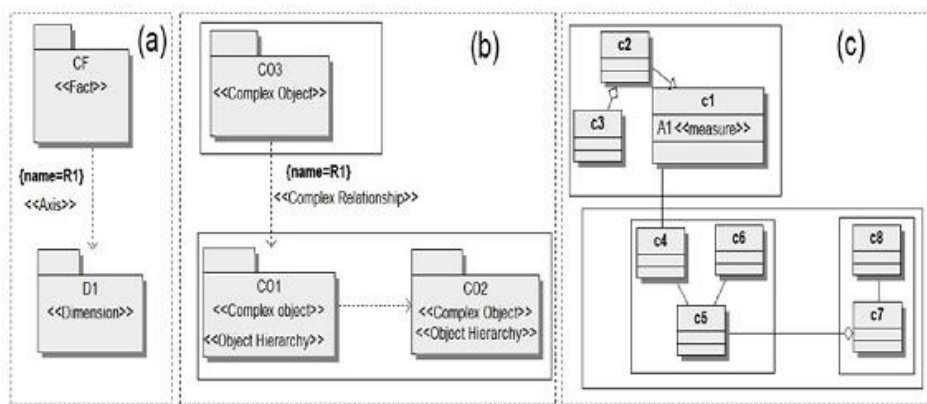 (a)
CF
<<Fact>>
{name=R1}
<<Axis>>
D1
<<Dimension>>
(b)
CO3
<<Complex Object>>
{name=R1}
<<Complex Relationship>>
CO1
<<Complex object>>
<<Object Hierarchy>>
CO2
<<Complex Object>>
<<Object Hierarchy>>
(c)
c2
c1
A1<<measure>>
c3
c4
c6
c8
c5
c7